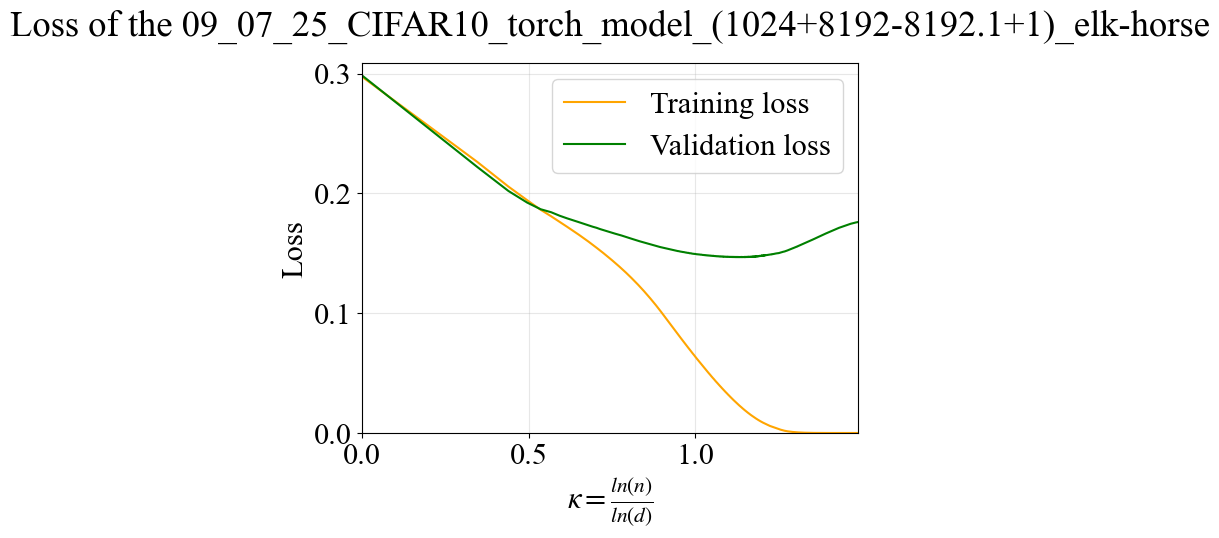 Loss of the 09_07_25_CIFAR10_torch_model_(1024+8192-8192.1+1)_elk-horse
Training loss
Validation loss
Loss
0.3
0.2
0.1
0.0
0.0 0.5 1.0
κ = ln(n) / ln(d)